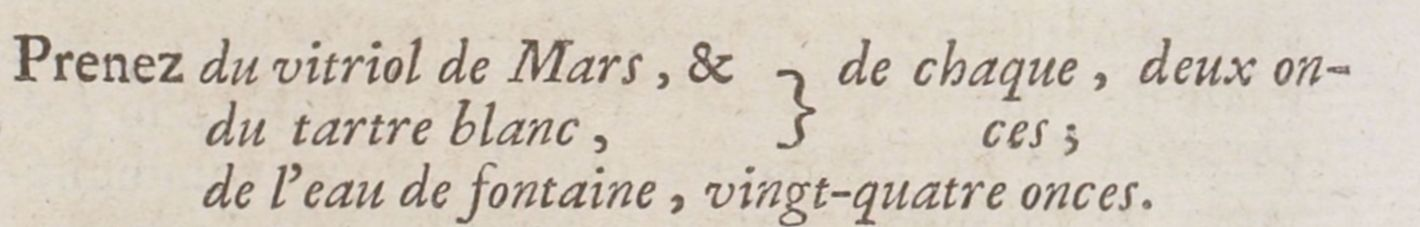 Prenez du vitriol de Mars, & } de chaque, deux on-
du tartre blanc, ces;
de l'eau de fontaine, vingt-quatre onces.